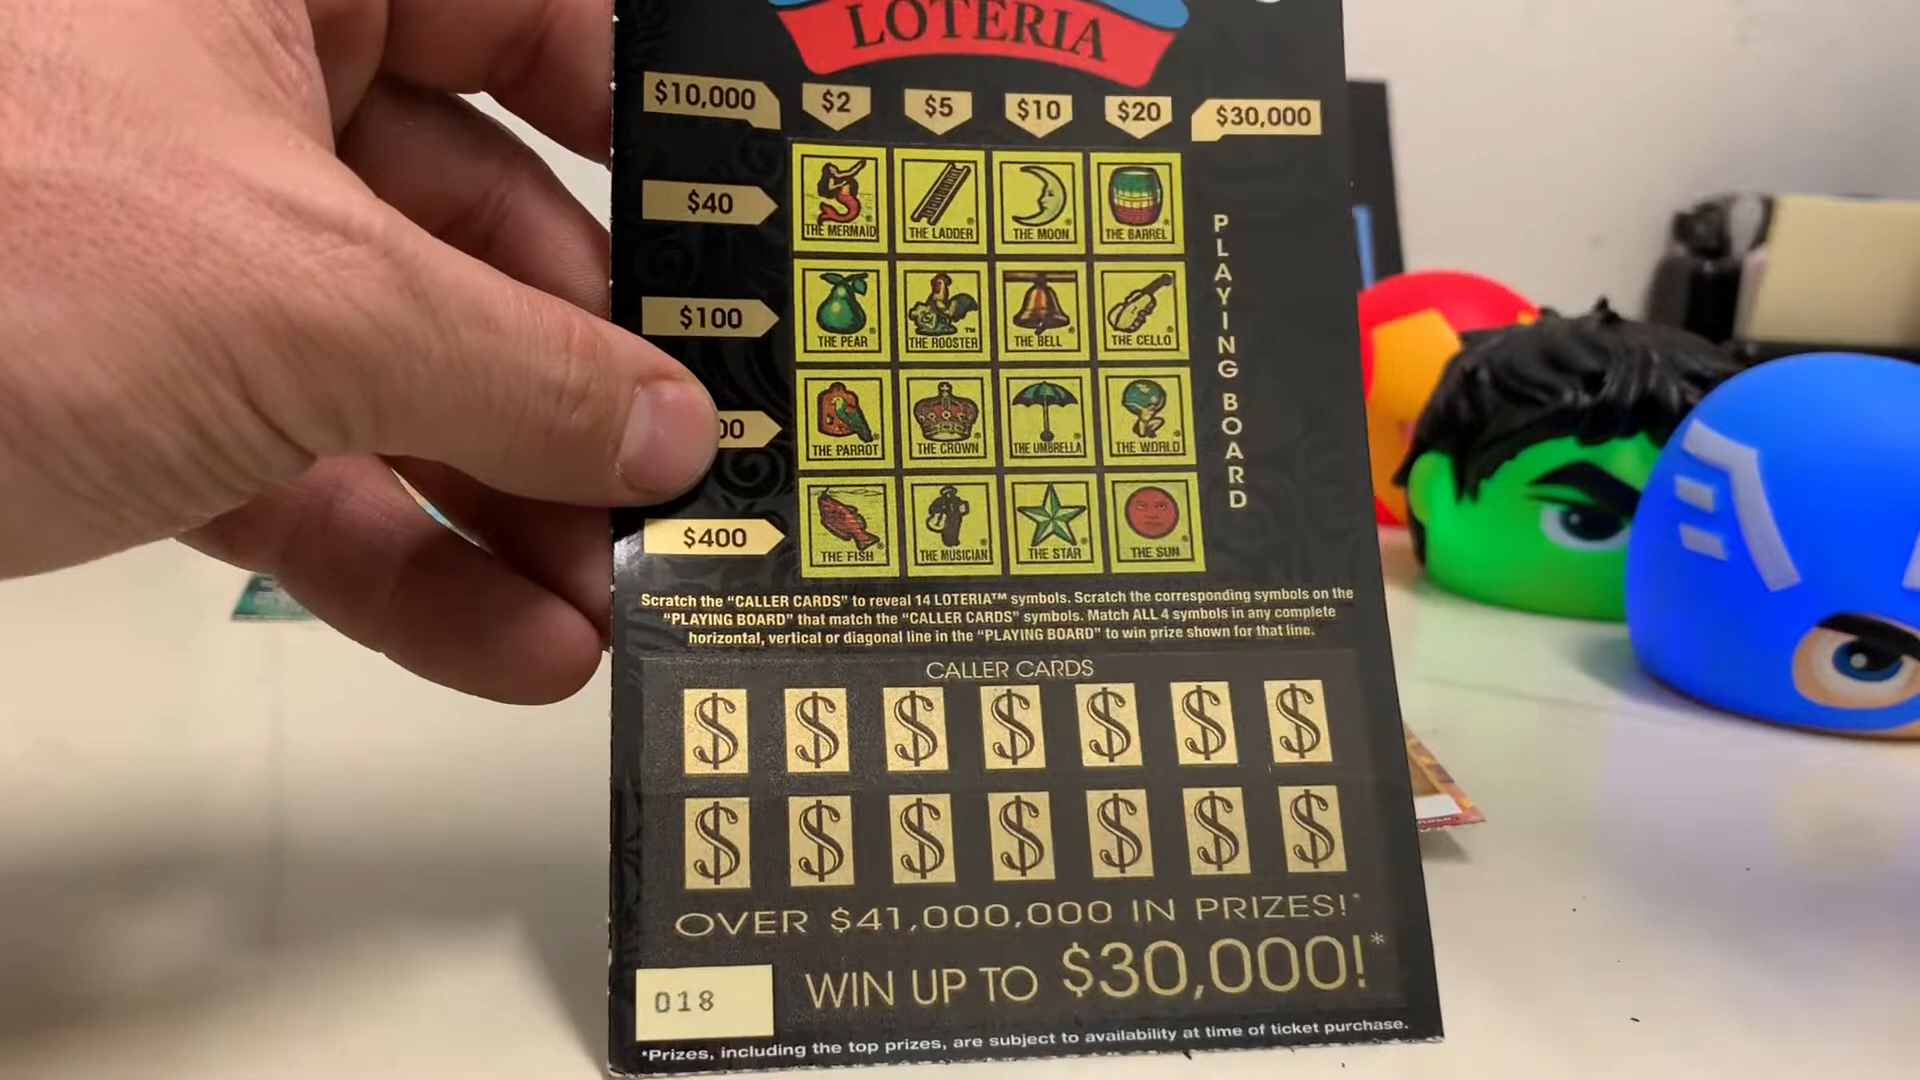 LOTERIA
$10,000 $2 $5 $10 $20 $30,000
$40
THE MERMAID THE LADDER THE MOON THE BARREL
$100
THE PEAR THE ROOSTER THE BELL THE CELLO
00
THE PARROT THE CROWN THE UMBRELLA THE WORLD
$400
THE FISH THE MUSICIAN THE STAR THE SUN
PLAYING BOARD
Scratch the “CALLER CARDS” to reveal 14 LOTERIA™ symbols. Scratch the corresponding symbols on the
“PLAYING BOARD” that match the “CALLER CARDS” symbols. Match ALL 4 symbols in any complete
horizontal, vertical or diagonal line in the “PLAYING BOARD” to win prize shown for that line.
CALLER CARDS
$ $ $ $ $ $ $
$ $ $ $ $ $ $
OVER $41,000,000 IN PRIZES!*
018 WIN UP TO $30,000!*
*Prizes, including the top prizes, are subject to availability at time of ticket purchase.